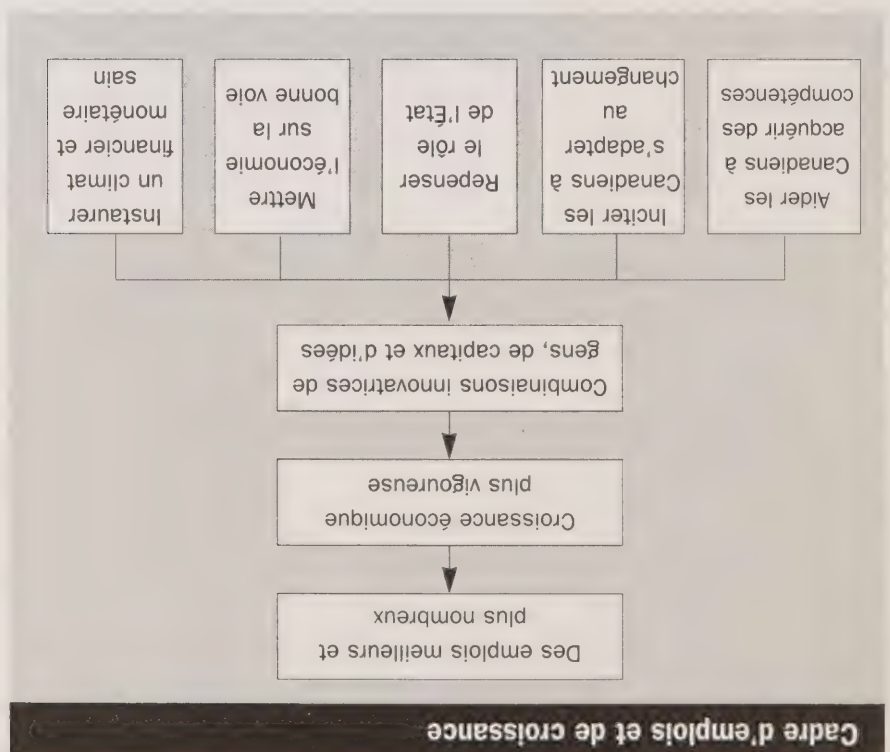 Cadre d'emplois et de croissance
Des emplois meilleurs et
plus nombreux
Croissance économique
plus vigoureuse
Combinaisons innovatrices de
gens, de capitaux et d'idées
Aider les
Canadiens à
acquérir des
compétences
Inciter les
Canadiens à
s'adapter
au
changement
Repenser
le rôle
de l'État
Mettre
l'économie
sur la
bonne voie
Instaurer
un climat
financier et
monétaire
sain